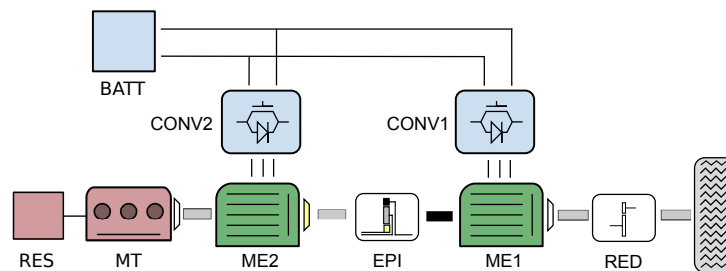 BATT
CONV2
CONV1
RES
MT
ME2
EPI
ME1
RED